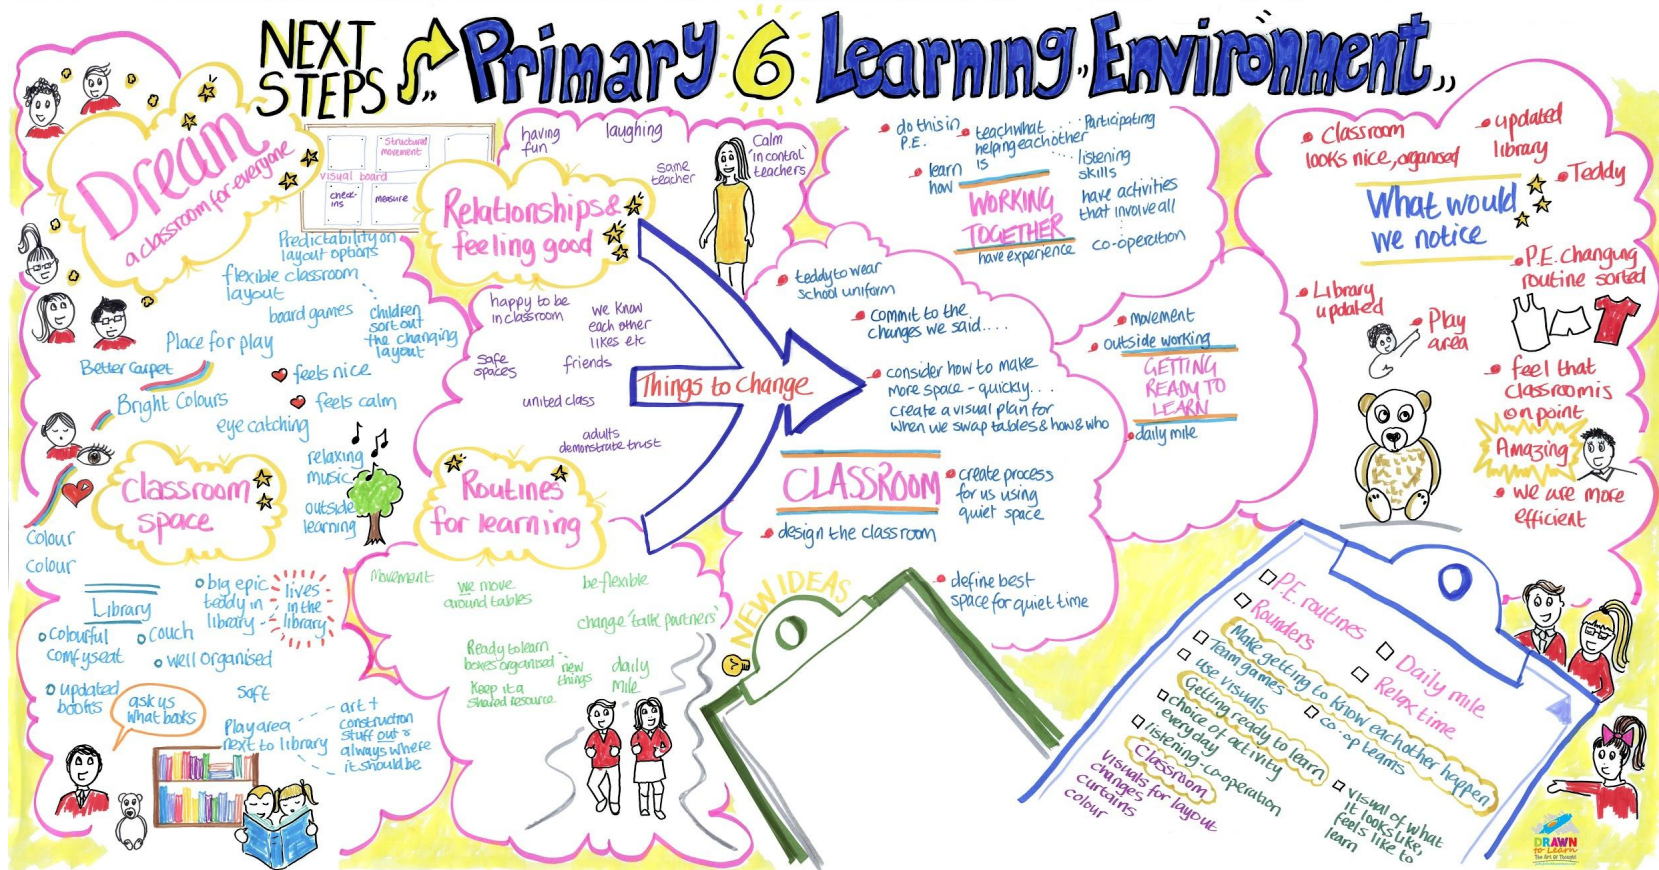 NEXT
STEPS
Primary 6 Learning Environment
Dream
a classroom for everyone
Structured
movement
visual board
check-
ins
measure
Predictability on
layout options
flexible classroom
layout
board games
children
sort out
the changing
layout
Place for play
Better carpet
feels nice
Bright Colours
feels calm
eye catching
relaxing
music
outside
learning
Classroom
space
Colour
colour
Library
big epic
teddy in
library
lives
in the
library
colourful
comfy seat
couch
well organised
updated
books
ask us
what books
Soft
Play area
next to library
art +
construction
stuff out &
always where
it should be
Relationships &
feeling good
having
fun
laughing
same
teacher
Calm
'in control'
teachers
happy to be
in classroom
we know
each other
likes etc
safe
spaces
friends
united class
adults
demonstrate trust
Routines
for learning
Movement
we move
around tables
be flexible
change 'talk partners'
Ready to learn
boxes organised
new
things
Keep it a
shared resource
daily
mile
Things to Change
do this in
P.E.
teach what
helping each other
is
Participating
listening
skills
learn
how
WORKING
TOGETHER
have activities
that involve all
have experience
co-operation
teddy to wear
school uniform
commit to the
changes we said....
consider how to make
more space - quickly...
create a visual plan for
when we swap tables & how & who
CLASSROOM
create process
for us using
quiet space
design the classroom
define best
space for quiet time
movement
outside working
GETTING
READY TO
LEARN
daily mile
What would
we notice
Classroom
looks nice, organised
updated
library
Teddy
P.E. Changing
routine sorted
Library
updated
Play
area
feel that
classroom is
on point
Amazing
we are more
efficient
NEW IDEAS
P.E. routines
Rounders
Daily mile
Relax time
Make getting to know each other happen
Team games
co-op teams
use visuals
Getting ready to learn
choice of activity
everyday
listening - co-operation
visual of what
it looks like,
feels like to
learn
Classroom
Visuals for layout
changes
curtains
colour
DRAWN
to Learn
The Art Of Thought